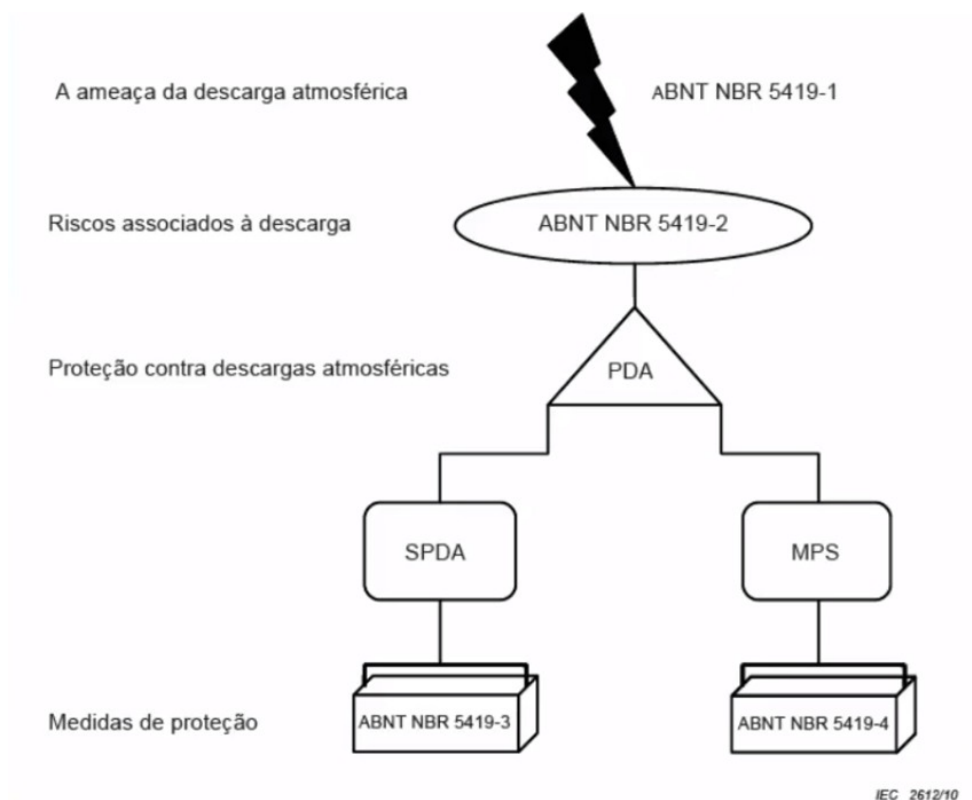 A ameaça da descarga atmosférica
ABNT NBR 5419-1
Riscos associados à descarga
ABNT NBR 5419-2
Proteção contra descargas atmosféricas
PDA
SPDA
MPS
Medidas de proteção
ABNT NBR 5419-3
ABNT NBR 5419-4
IEC 2612/10